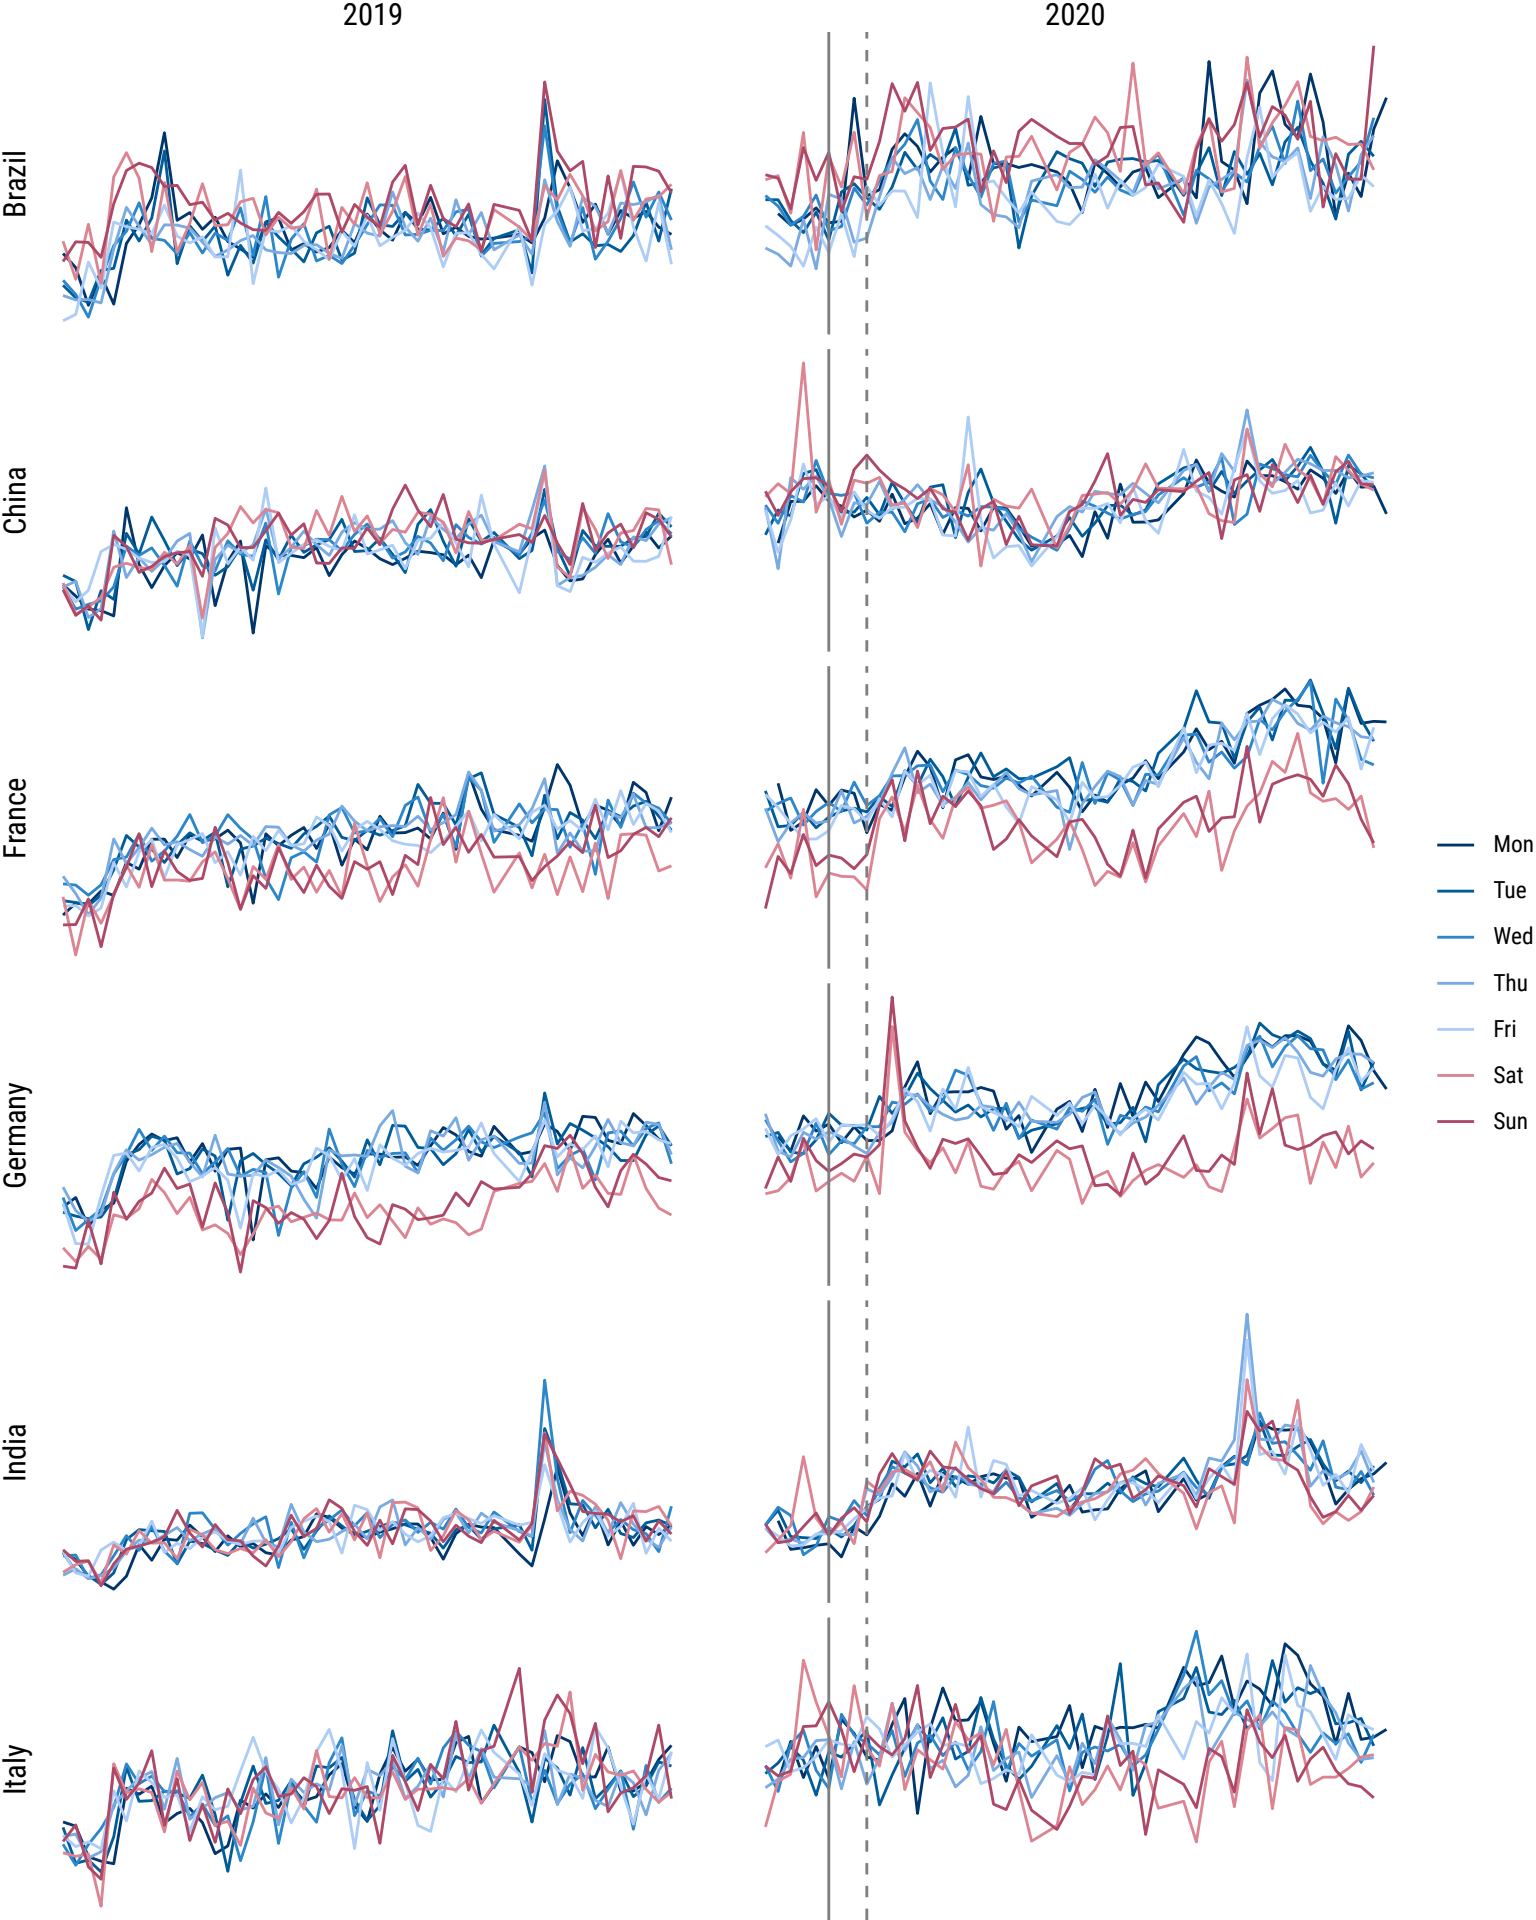 2019
2020
Brazil
China
France
Germany
India
Italy
Mon
Tue
Wed
Thu
Fri
Sat
Sun